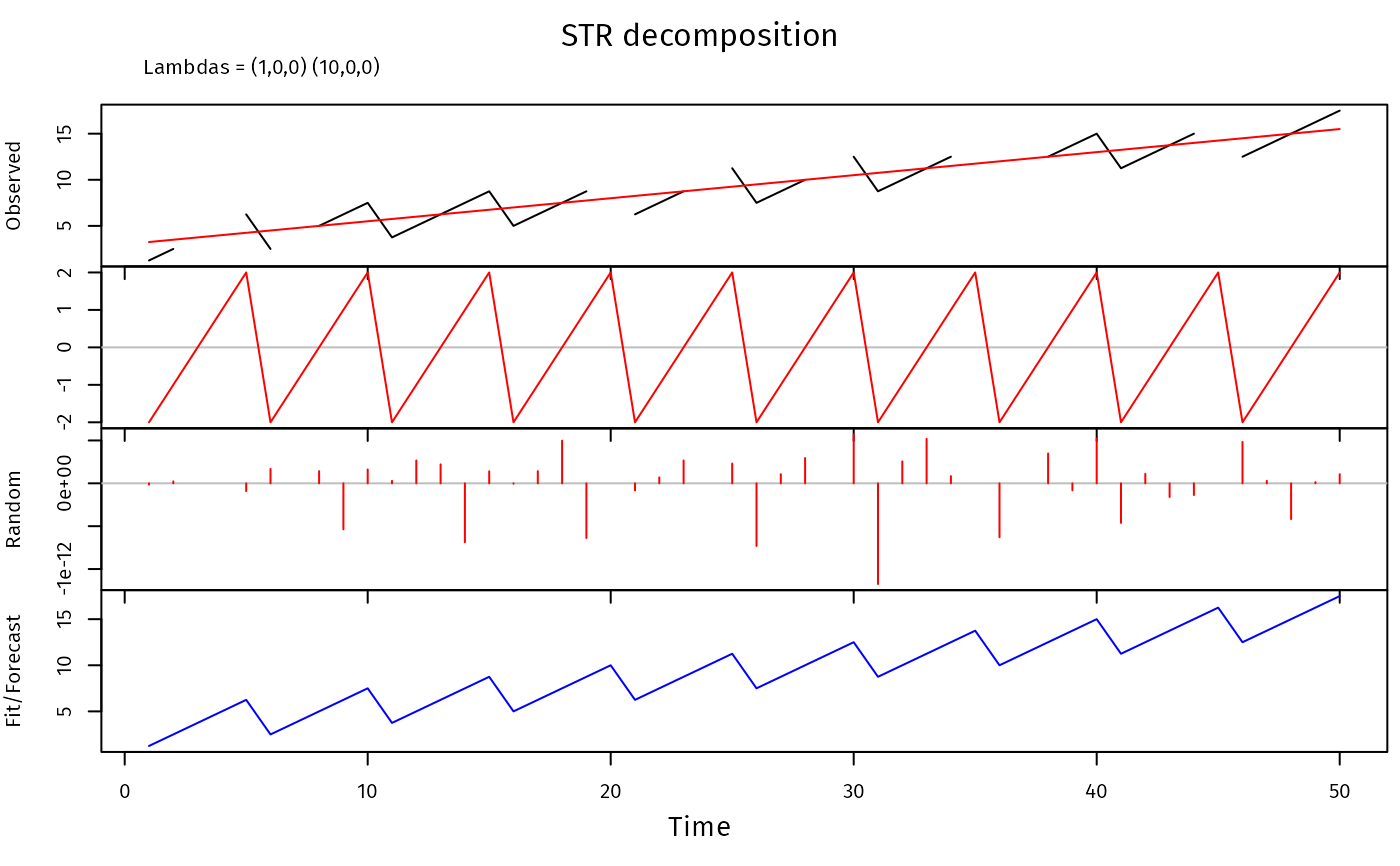 STR decomposition
Lambdas = (1,0,0) (10,0,0)
Observed
15
10
5
2
1
0
-1
-2
Random
0e+00
-1e-12
Fit/Forecast
15
10
5
0 10 20 30 40 50
Time